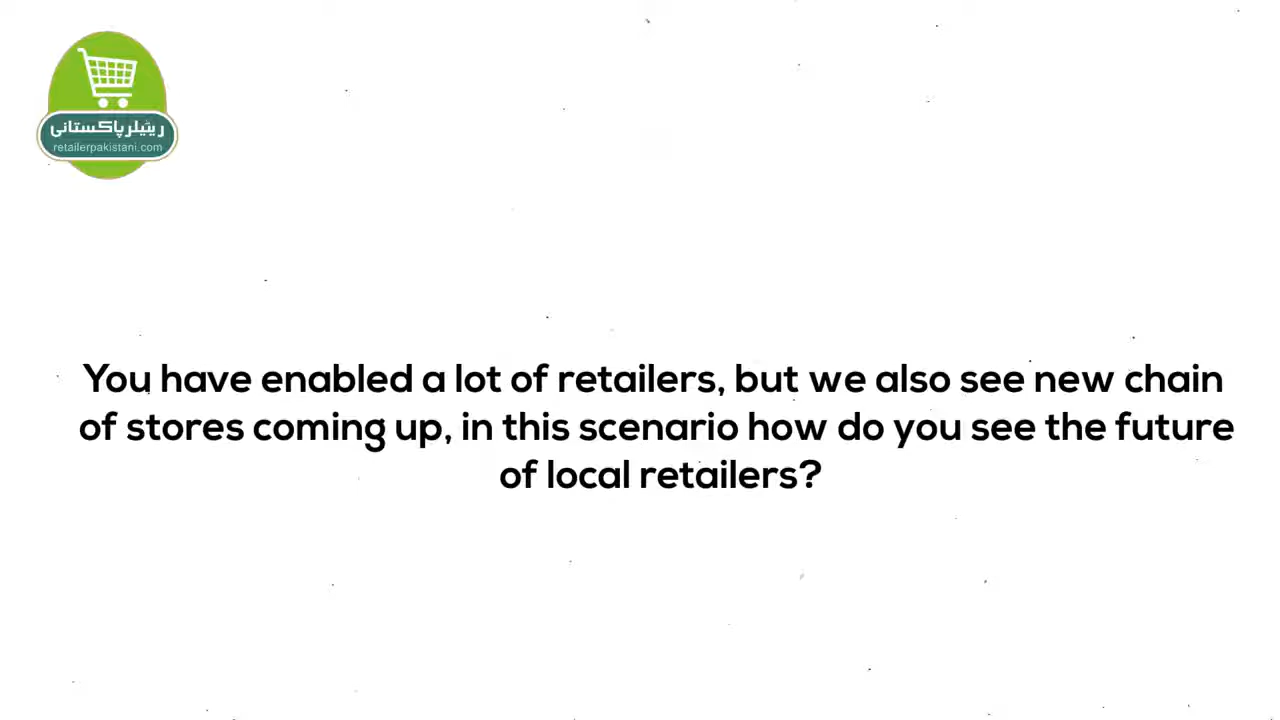 ریٹیلر پاکستانی
retailerpakistani.com
You have enabled a lot of retailers, but we also see new chain
of stores coming up, in this scenario how do you see the future
of local retailers?